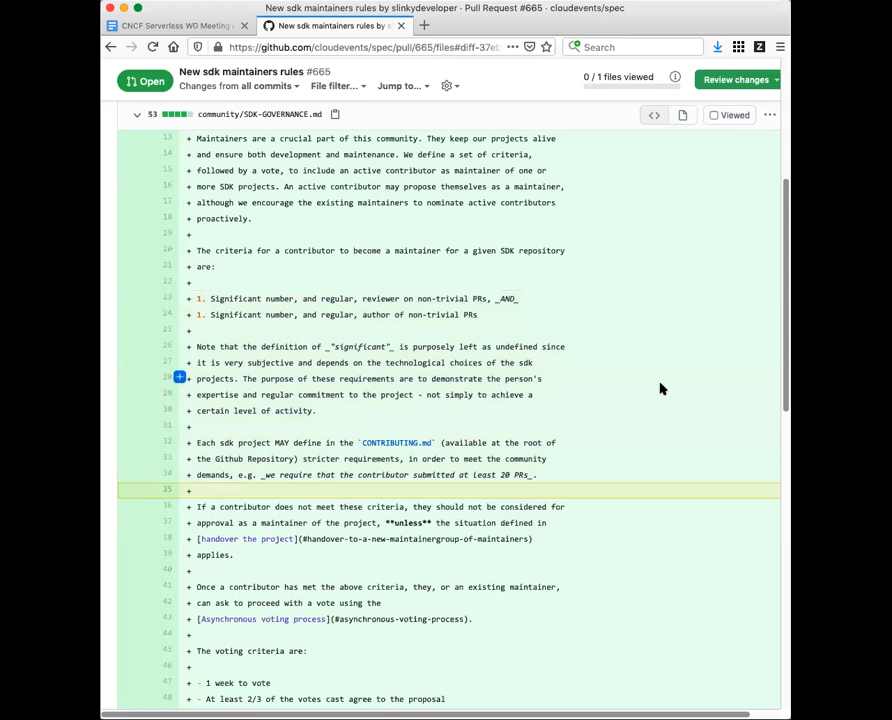 New sdk maintainers rules by slinkydeveloper - Pull Request #665 - cloudevents/spec
CNCF Serverless WG Meeting
New sdk maintainers rules by s
https://github.com/cloudevents/spec/pull/665/files#diff-37eb
Search
Open
New sdk maintainers rules #665
Changes from all commits
File filter...
Jump to...
0 / 1 files viewed
Review changes
53
community/SDK-GOVERNANCE.md
Viewed
13 + Maintainers are a crucial part of this community. They keep our projects alive
14 + and ensure both development and maintenance. We define a set of criteria,
15 + followed by a vote, to include an active contributor as maintainer of one or
16 + more SDK projects. An active contributor may propose themselves as a maintainer,
17 + although we encourage the existing maintainers to nominate active contributors
18 + proactively.
19 +
20 + The criteria for a contributor to become a maintainer for a given SDK repository
21 + are:
22 +
23 + 1. Significant number, and regular, reviewer on non-trivial PRs, _AND_
24 + 1. Significant number, and regular, author of non-trivial PRs
25 +
26 + Note that the definition of _"significant"_ is purposely left as undefined since
27 + it is very subjective and depends on the technological choices of the sdk
28 + projects. The purpose of these requirements are to demonstrate the person's
29 + expertise and regular commitment to the project - not simply to achieve a
30 + certain level of activity.
31 +
32 + Each sdk project MAY define in the `CONTRIBUTING.md` (available at the root of
33 + the Github Repository) stricter requirements, in order to meet the community
34 + demands, e.g. _we require that the contributor submitted at least 20 PRs_.
35 +
36 + If a contributor does not meet these criteria, they should not be considered for
37 + approval as a maintainer of the project, **unless** the situation defined in
38 + [handover the project](#handover-to-a-new-maintainergroup-of-maintainers)
39 + applies.
40 +
41 + Once a contributor has met the above criteria, they, or an existing maintainer,
42 + can ask to proceed with a vote using the
43 + [Asynchronous voting process](#asynchronous-voting-process).
44 +
45 + The voting criteria are:
46 +
47 + - 1 week to vote
48 + - At least 2/3 of the votes cast agree to the proposal